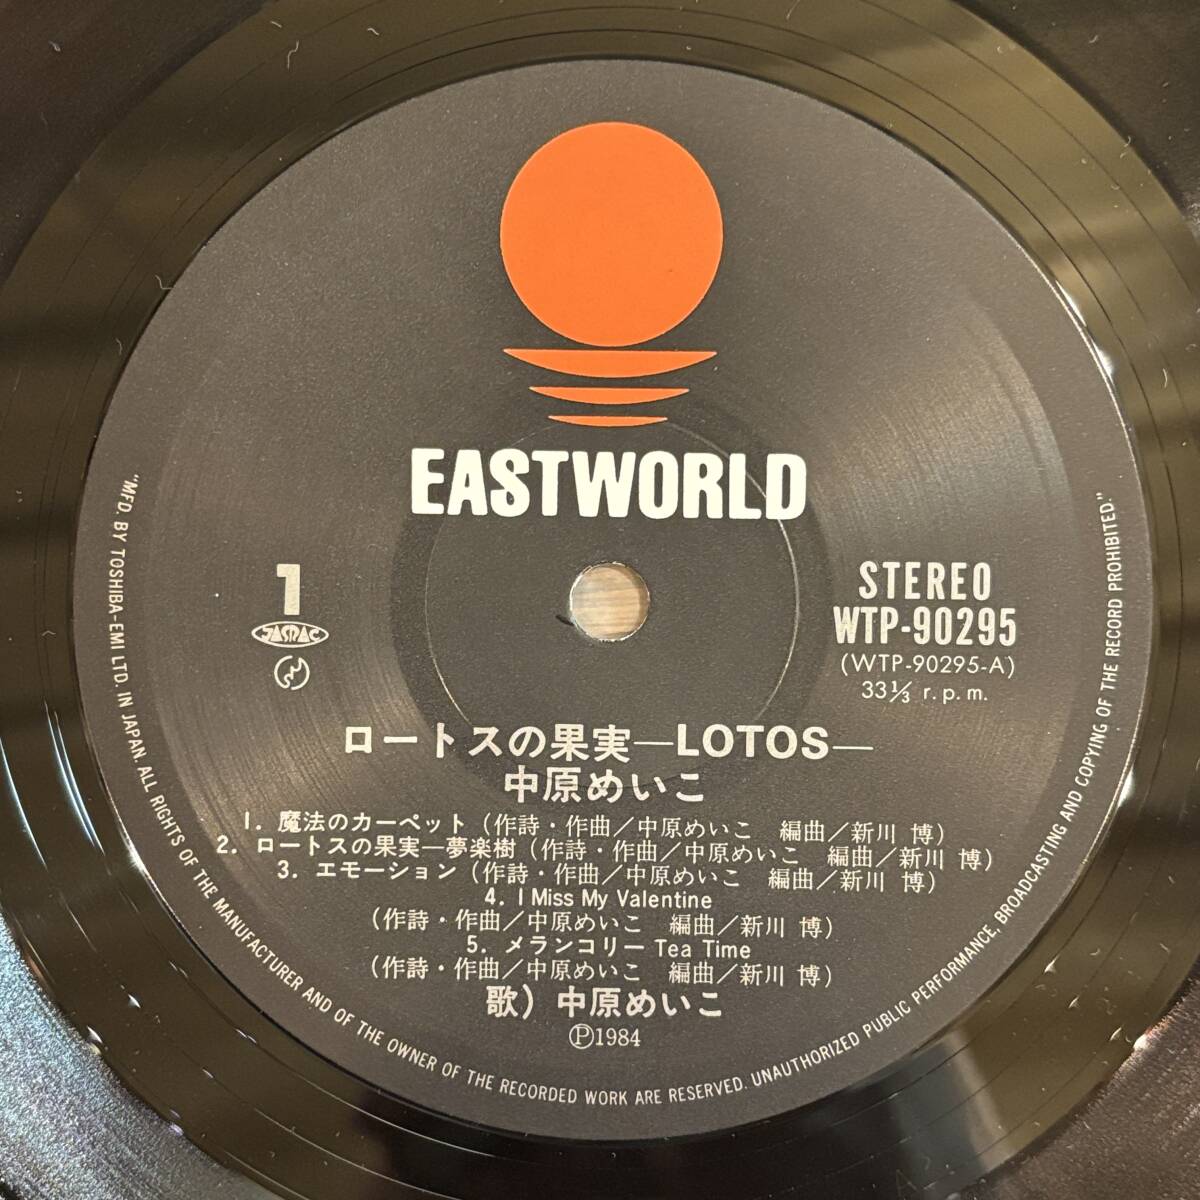 EASTWORLD
1
JASRAC
STEREO
WTP-90295
(WTP-90295-A)
33⅓ r.p.m.
ロートスの果実—LOTOS—
中原めいこ
1. 魔法のカーペット(作詩・作曲/中原めいこ 編曲/新川 博)
2. ロートスの果実—夢楽樹(作詩・作曲/中原めいこ 編曲/新川 博)
3. エモーション(作詩・作曲/中原めいこ 編曲/新川 博)
4. I Miss My Valentine
(作詩・作曲/中原めいこ 編曲/新川 博)
5. メランコリー Tea Time
(作詩・作曲/中原めいこ 編曲/新川 博)
歌)中原めいこ
Ⓟ1984
"MFD. BY TOSHIBA-EMI LTD. IN JAPAN. ALL RIGHTS OF THE MANUFACTURER AND OF THE OWNER OF THE RECORDED WORK ARE RESERVED. UNAUTHORIZED PUBLIC PERFORMANCE, BROADCASTING AND COPYING OF THE RECORD PROHIBITED."